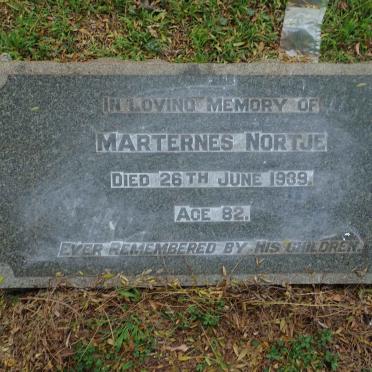 IN LOVING MEMORY OF
MARTERNES NORTJE
DIED 26TH JUNE 1939.
AGE 82.
EVER REMEMBERED BY HIS CHILDREN.